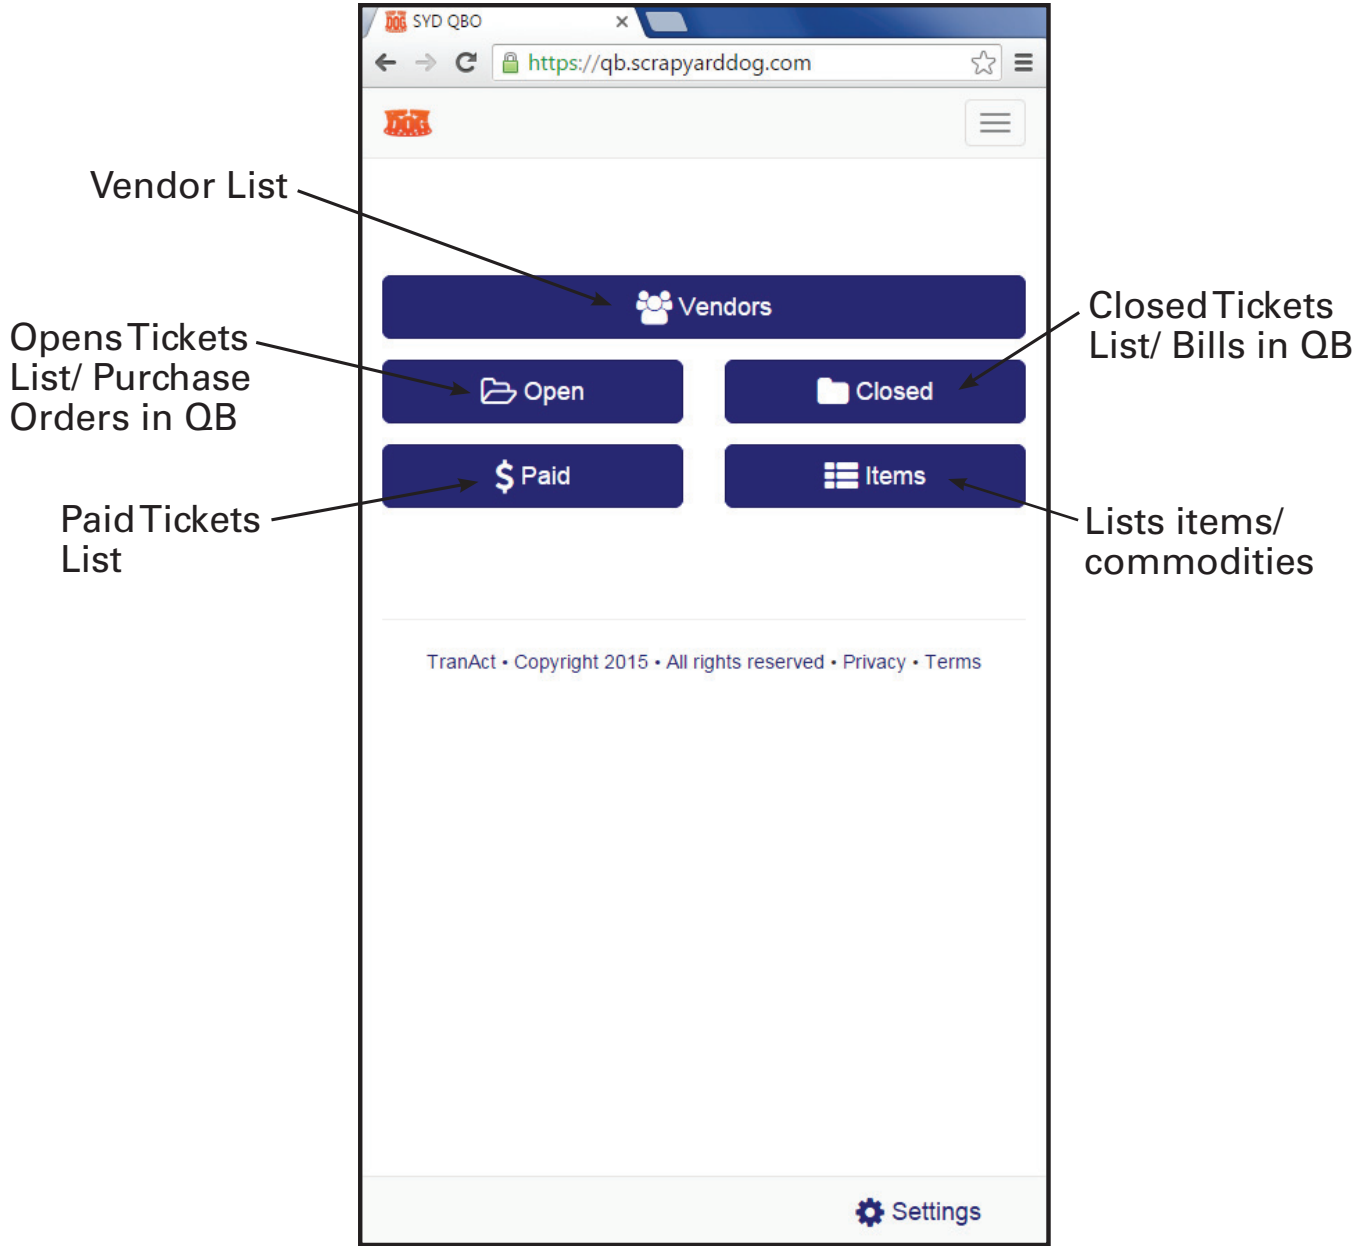 SYD QBO
https://qb.scrapyarddog.com
DOG
Vendor List
Vendors
Opens Tickets
List/ Purchase
Orders in QB
Closed Tickets
List/ Bills in QB
Open
Closed
Paid
Items
Paid Tickets
List
Lists items/
commodities
TranAct • Copyright 2015 • All rights reserved • Privacy • Terms
Settings